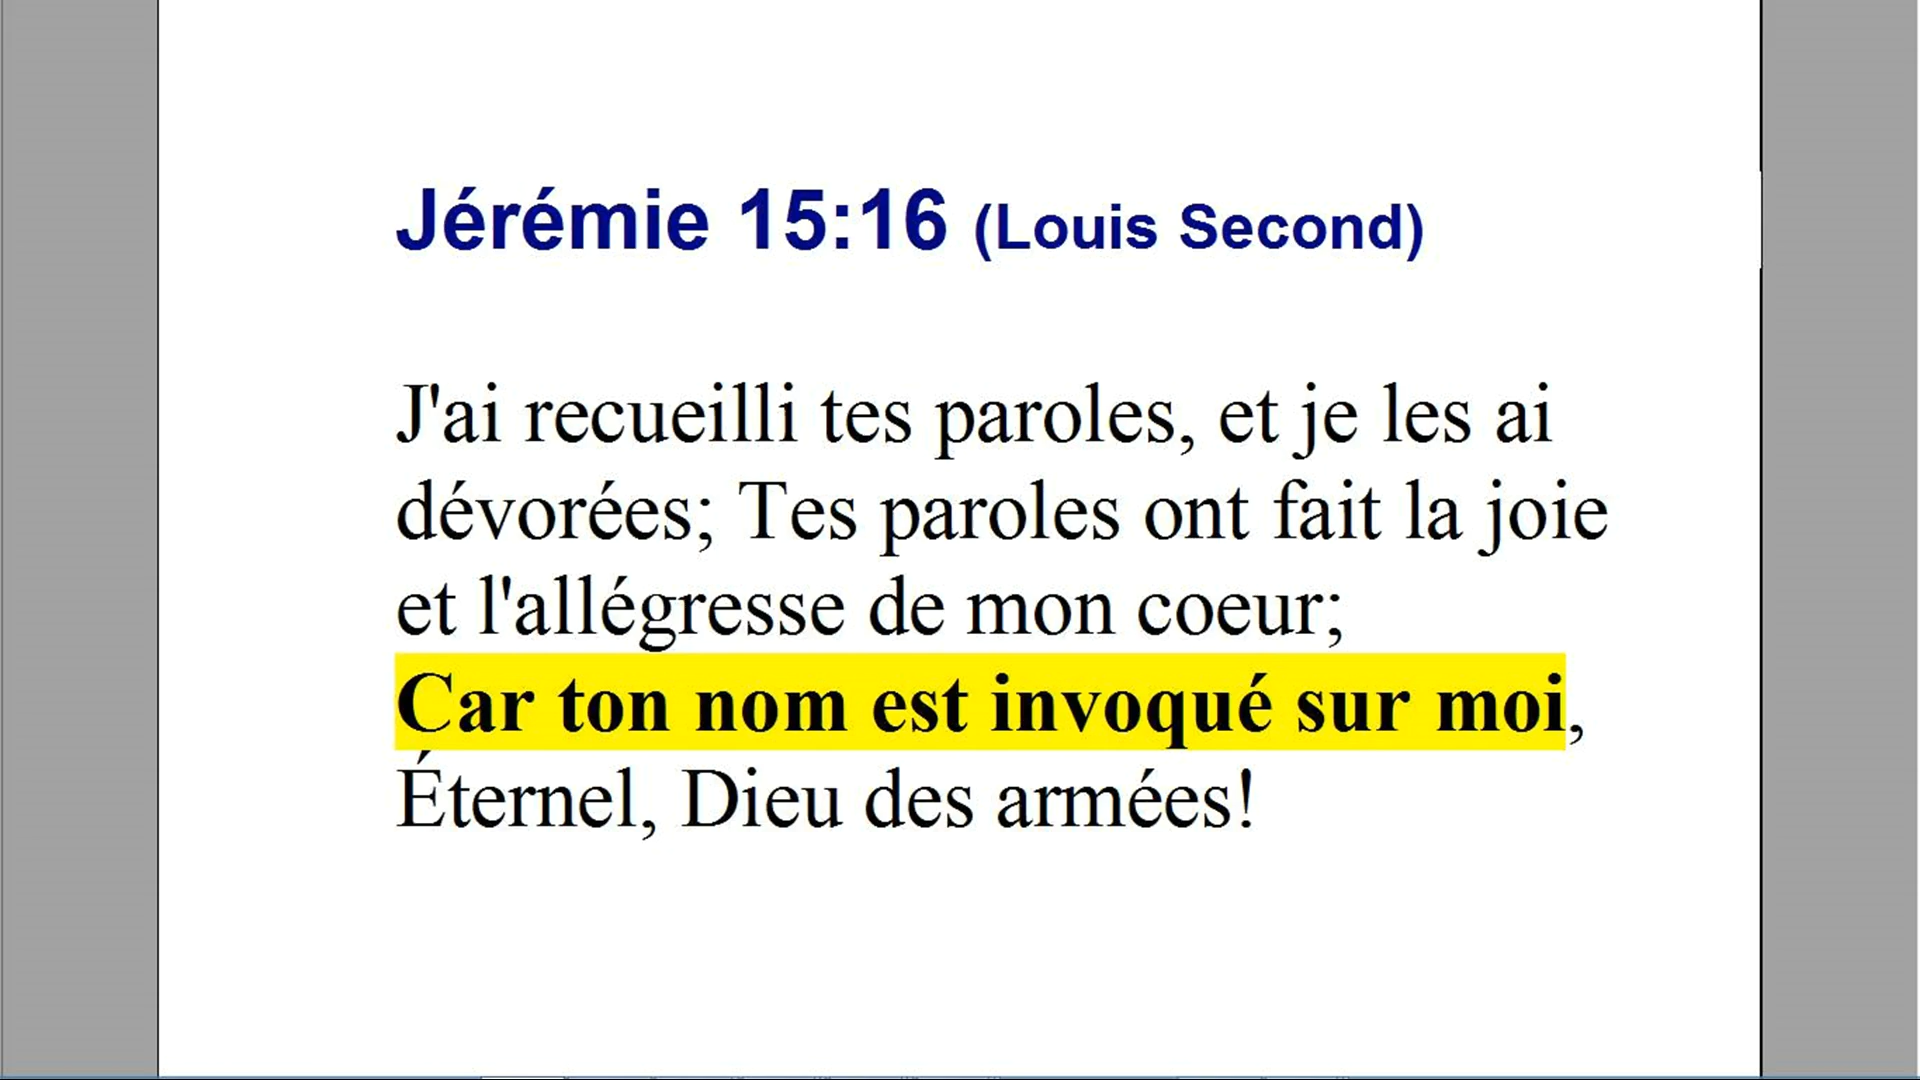 Jérémie 15:16 (Louis Second)
J'ai recueilli tes paroles, et je les ai
dévorées; Tes paroles ont fait la joie
et l'allégresse de mon coeur;
Car ton nom est invoqué sur moi,
Éternel, Dieu des armées!